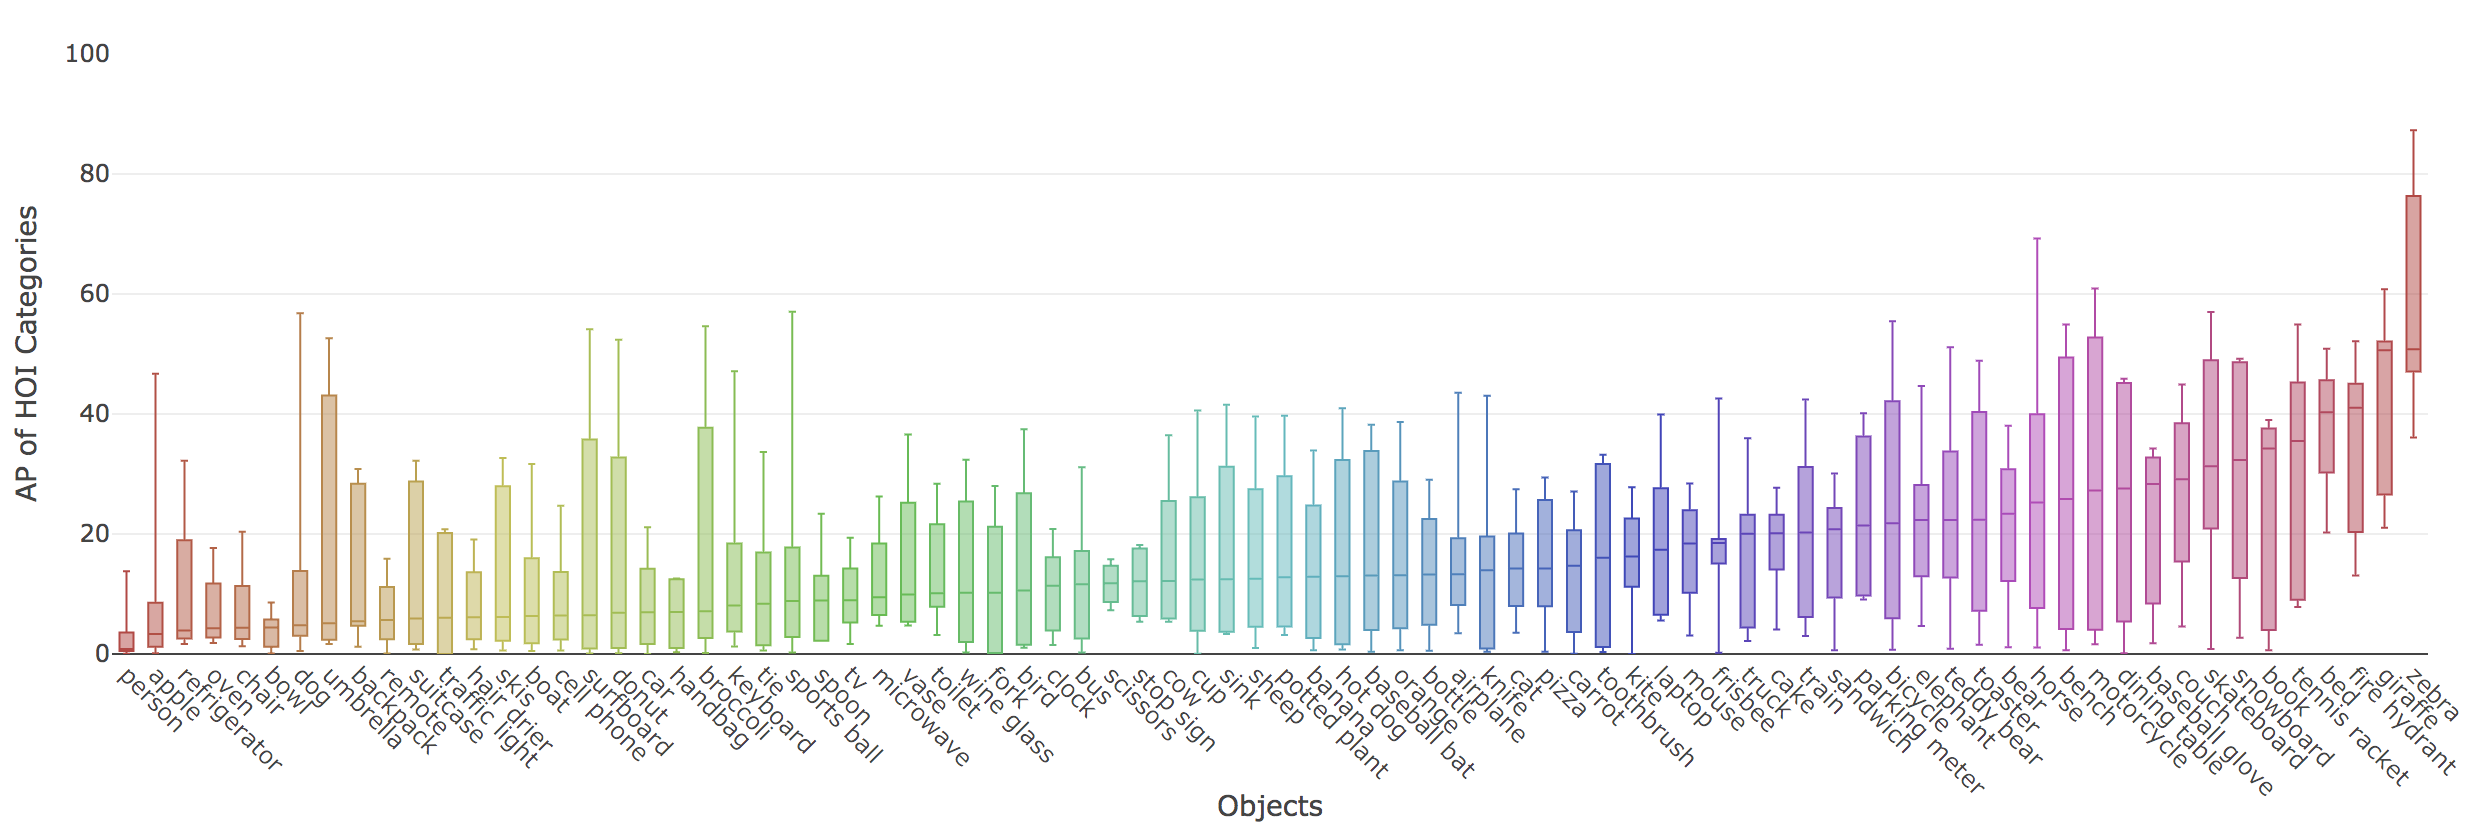 100
80
60
40
20
0
AP of HOI Categories
person
apple
refrigerator
oven
chair
bowl
dog
umbrella
backpack
remote
suitcase
traffic light
hair drier
skis
boat
cell phone
surfboard
donut
car
handbag
broccoli
keyboard
tie
sports ball
spoon
tv
microwave
vase
toilet
wine glass
fork
bird
clock
bus
scissors
stop sign
cow
cup
sink
sheep
potted plant
banana
hot dog
baseball bat
orange
bottle
airplane
knife
cat
pizza
carrot
toothbrush
kite
laptop
mouse
frisbee
truck
cake
train
sandwich
parking meter
bicycle
elephant
teddy bear
toaster
bear
horse
bench
motorcycle
dining table
baseball glove
couch
skateboard
snowboard
book
tennis racket
bed
fire hydrant
giraffe
zebra
Objects